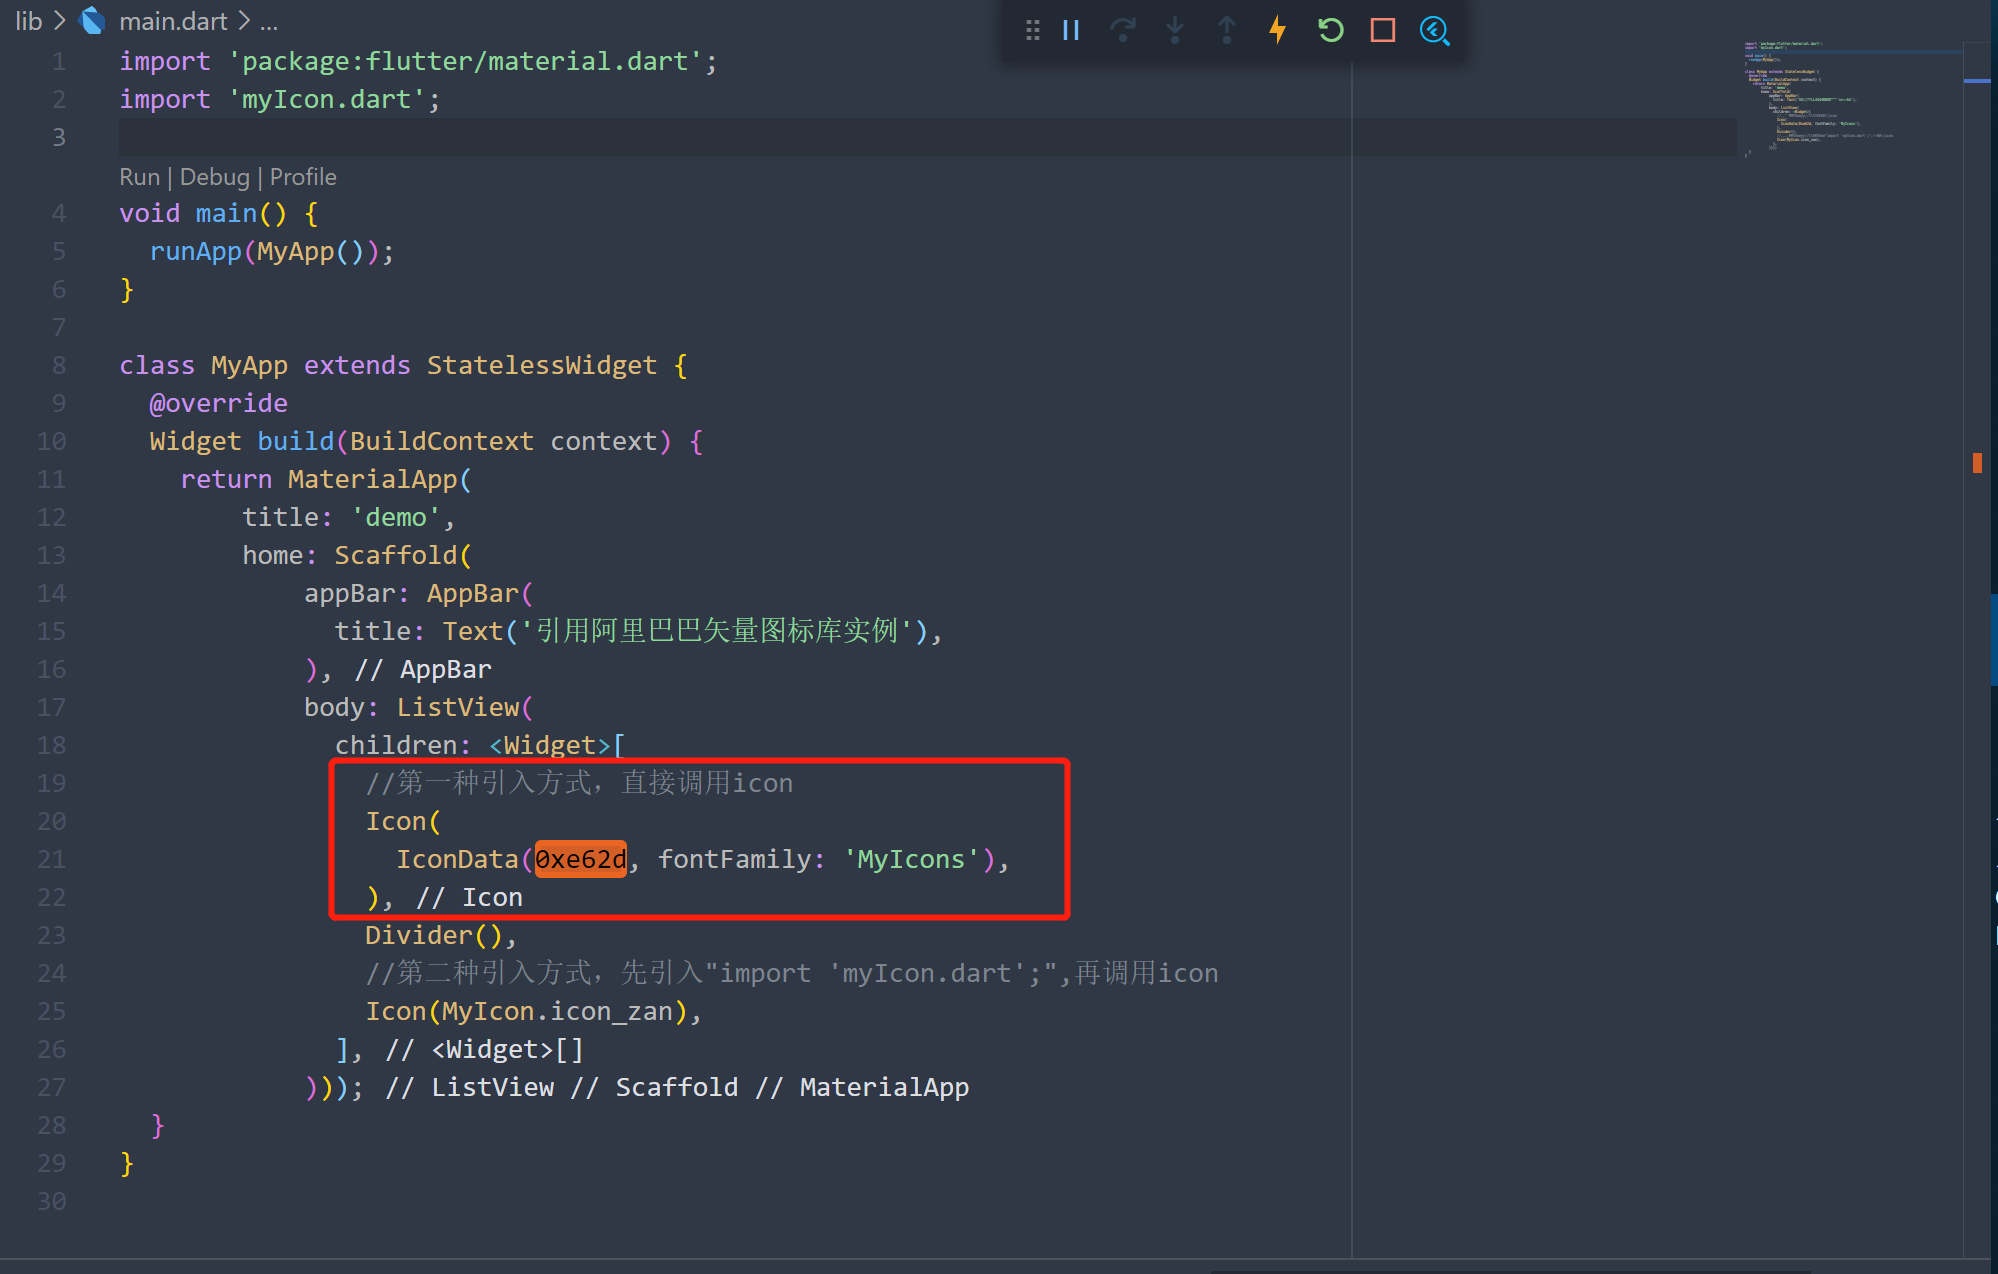 lib > main.dart > ...
1 import 'package:flutter/material.dart';
2 import 'myIcon.dart';
3
Run | Debug | Profile
4 void main() {
5   runApp(MyApp());
6 }
7
8 class MyApp extends StatelessWidget {
9   @override
10   Widget build(BuildContext context) {
11     return MaterialApp(
12         title: 'demo',
13         home: Scaffold(
14             appBar: AppBar(
15               title: Text('引用阿里巴巴矢量图标库实例'),
16             ), // AppBar
17             body: ListView(
18               children: <Widget>[
19                 //第一种引入方式，直接调用icon
20                 Icon(
21                   IconData(0xe62d, fontFamily: 'MyIcons'),
22                 ), // Icon
23                 Divider(),
24                 //第二种引入方式，先引入"import 'myIcon.dart';",再调用icon
25                 Icon(MyIcon.icon_zan),
26               ], // <Widget>[]
27             ))); // ListView // Scaffold // MaterialApp
28   }
29 }
30